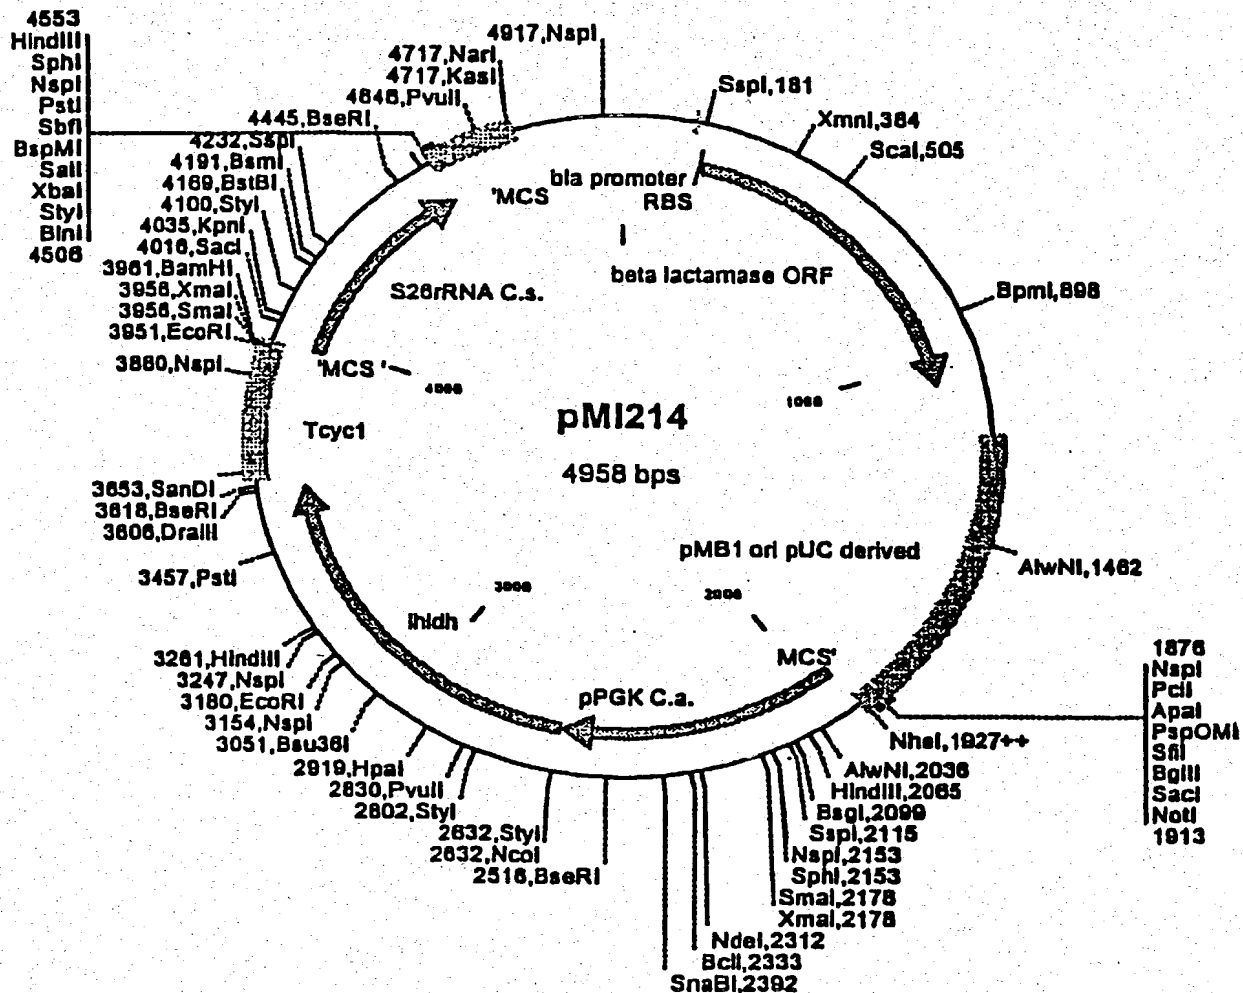 4553
HindIII
SphI
NspI
PstI
SbfI
BspMI
SalI
XbaI
StyI
BlnI
4506
4917,NspI
4717,NarI
4717,KasI
4646,PvuII
4445,BseRI
4232,SspI
4191,BsmI
4169,BstBI
4100,StyI
4035,KpnI
4016,SacI
3961,BamHI
3956,XmaI
3956,SmaI
3951,EcoRI
3880,NspI
SspI,181
XmnI,384
ScaI,505
BpmI,898
'MCS
bla promoter
RBS
beta lactamase ORF
S26rRNA C.s.
'MCS '
4000
1000
pMI214
4958 bps
Tcyc1
3653,SanDI
3618,BseRI
3606,DraIII
3457,PstI
pMB1 ori pUC derived
AlwNI,1462
3000
2000
lhldh
MCS'
pPGK C.a.
3261,HindIII
3247,NspI
3180,EcoRI
3154,NspI
3051,Bsu36I
2919,HpaI
2830,PvuII
2802,StyI
2632,StyI
2632,NcoI
2516,BseRI
1876
NspI
PciI
ApaI
PspOMI
SfiI
BglII
SacI
NotI
1913
NheI,1927++
AlwNI,2036
HindIII,2065
BsgI,2099
SspI,2115
NspI,2153
SphI,2153
SmaI,2178
XmaI,2178
NdeI,2312
BclI,2333
SnaBI,2392